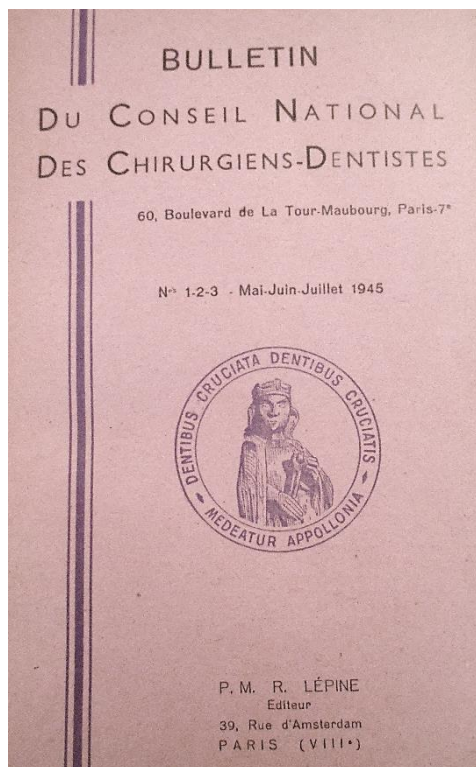 BULLETIN
DU CONSEIL NATIONAL
DES CHIRURGIENS-DENTISTES
60, Boulevard de La Tour-Maubourg, Paris-7e
Nos 1-2-3 - Mai-Juin-Juillet 1945
DENTIBUS CRUCIATA DENTIBUS CRUCIATIS
MEDEATUR APPOLLONIA
P. M. R. LÉPINE
Editeur
39, Rue d'Amsterdam
PARIS (VIIIe)